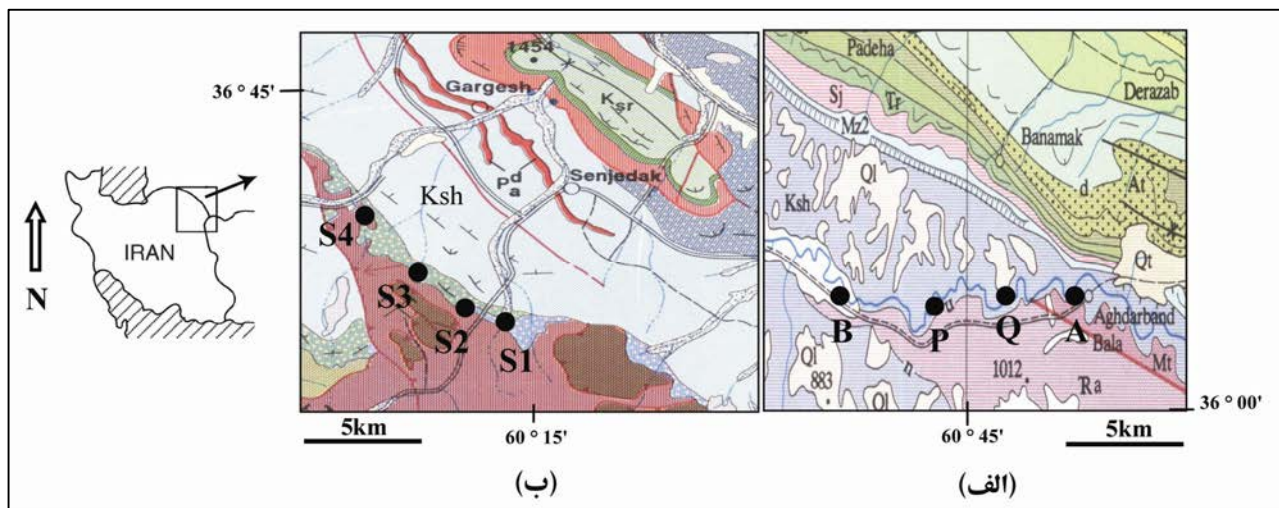 36° 45'
IRAN
N
1454
Gargesh
Ksr
Pda
Senjedak
Ksh
S4
S3
S2
S1
5km
60° 15'
(ب)
Padeha
Sj
Tr
Mz2
Derazab
Banamak
Ql
d
At
Ksh
Qt
B
P
u
Q
A
Aghdarband
Bala
Mt
Ql
883
Ql
n
1012
Ra
36° 00'
60° 45'
5km
(الف)